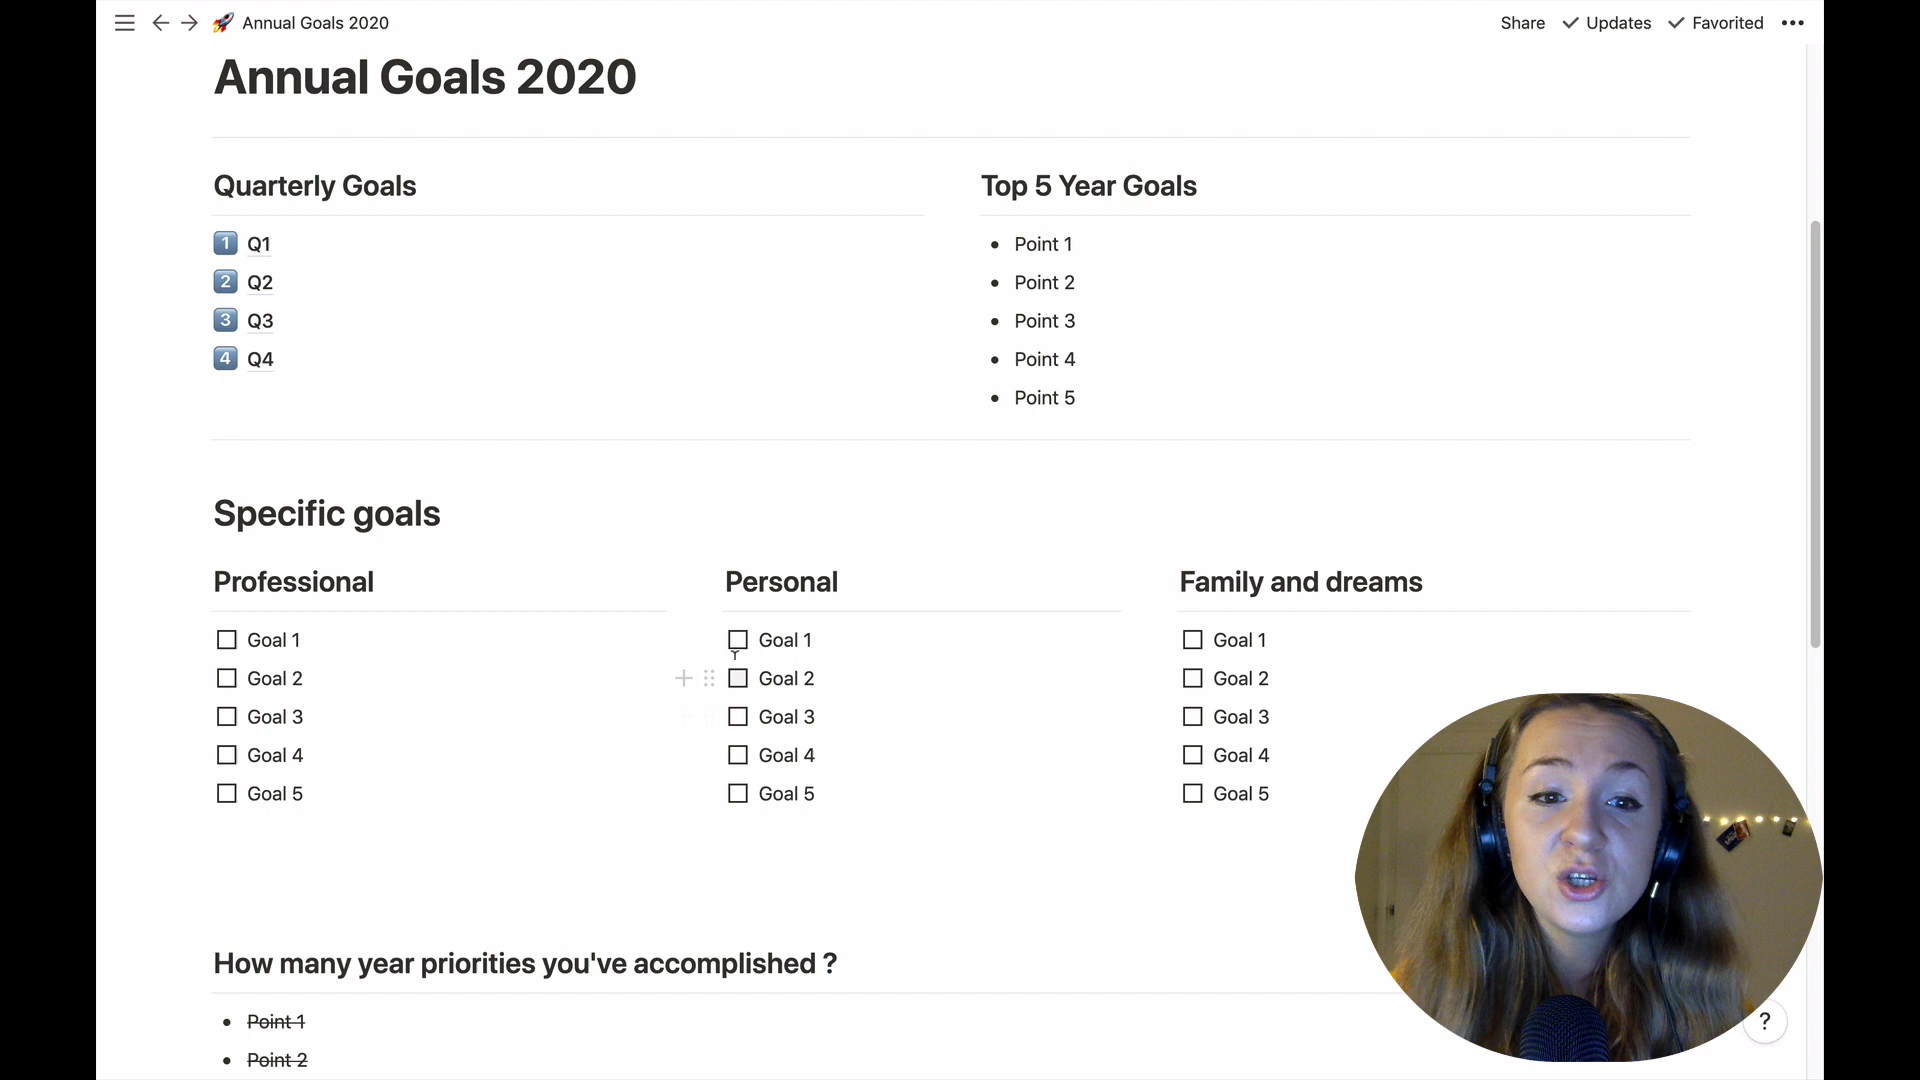 Annual Goals 2020
Share
Updates
Favorited
Annual Goals 2020
Quarterly Goals
1 Q1
2 Q2
3 Q3
4 Q4
Top 5 Year Goals
• Point 1
• Point 2
• Point 3
• Point 4
• Point 5
Specific goals
Professional
Goal 1
Goal 2
Goal 3
Goal 4
Goal 5
Personal
Goal 1
Goal 2
Goal 3
Goal 4
Goal 5
Family and dreams
Goal 1
Goal 2
Goal 3
Goal 4
Goal 5
How many year priorities you've accomplished ?
• Point 1
• Point 2
?